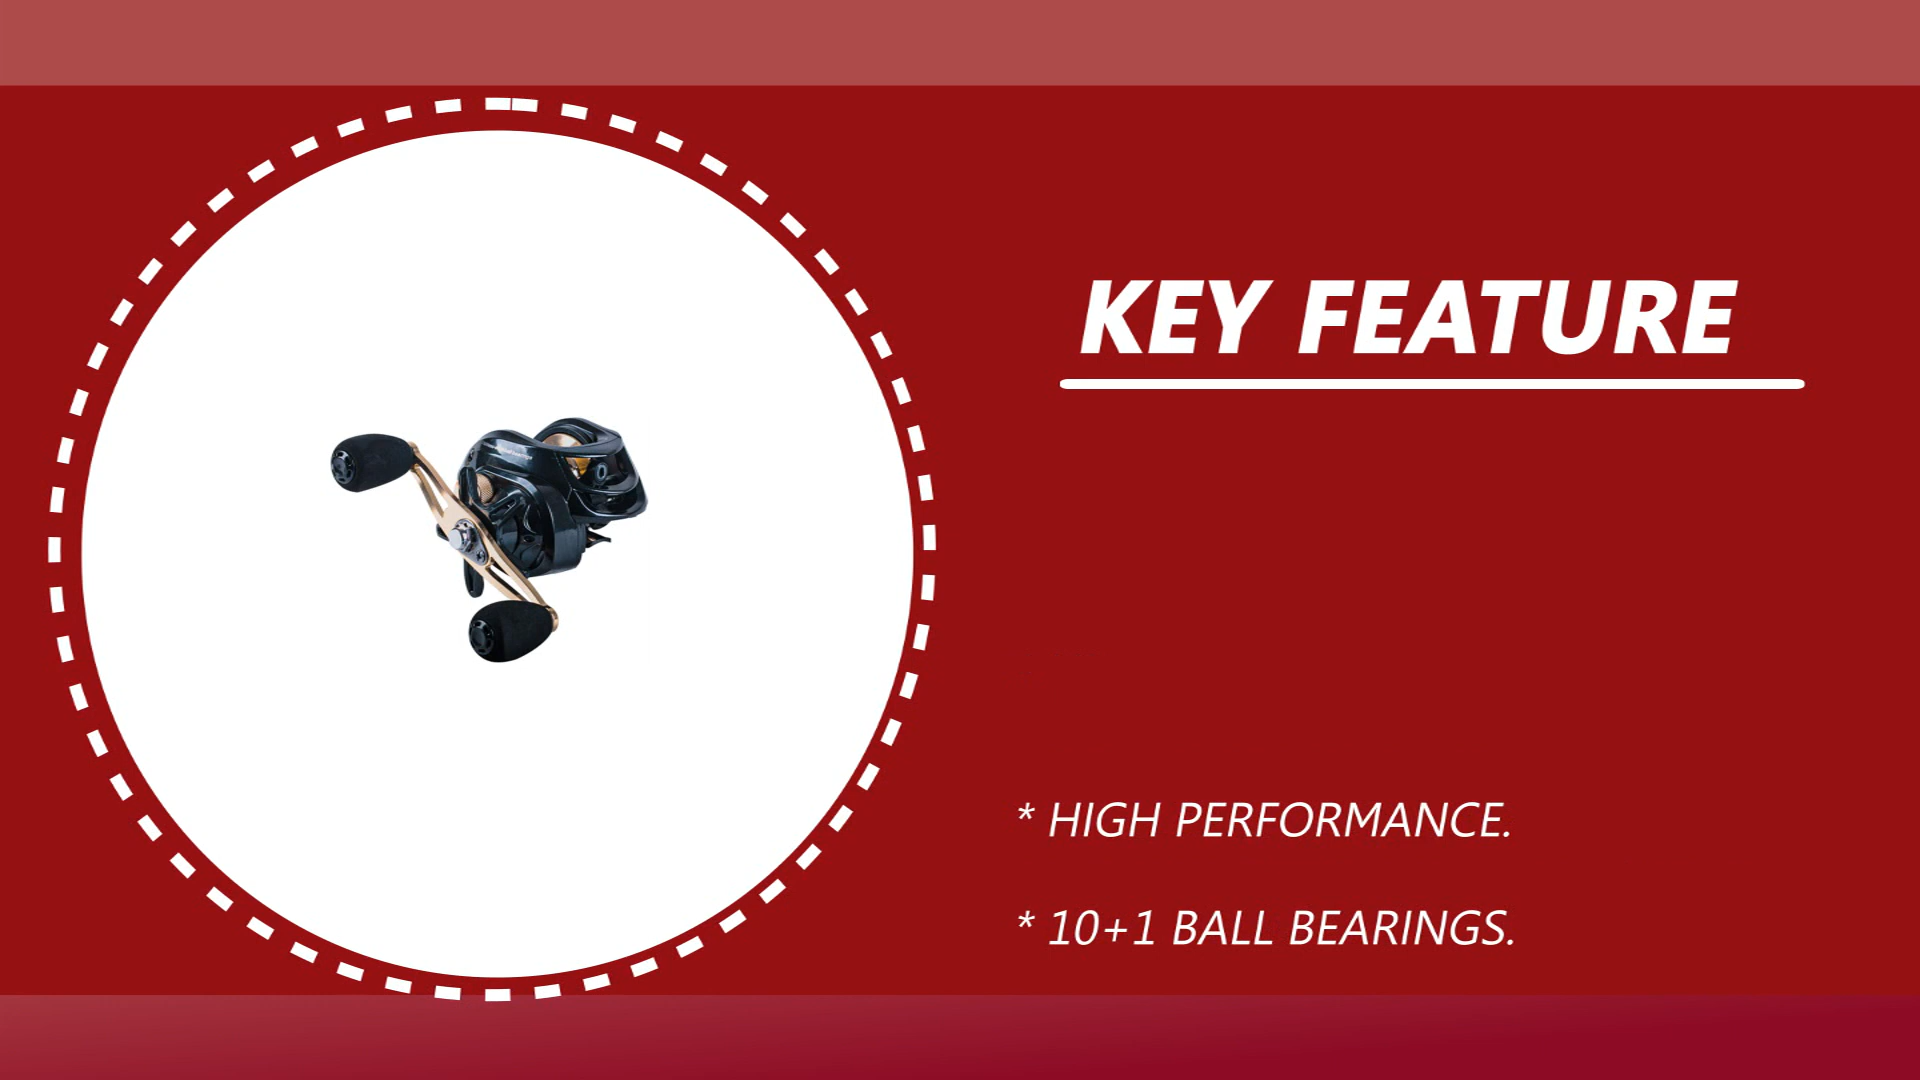 KEY FEATURE
* HIGH PERFORMANCE.
* 10+1 BALL BEARINGS.